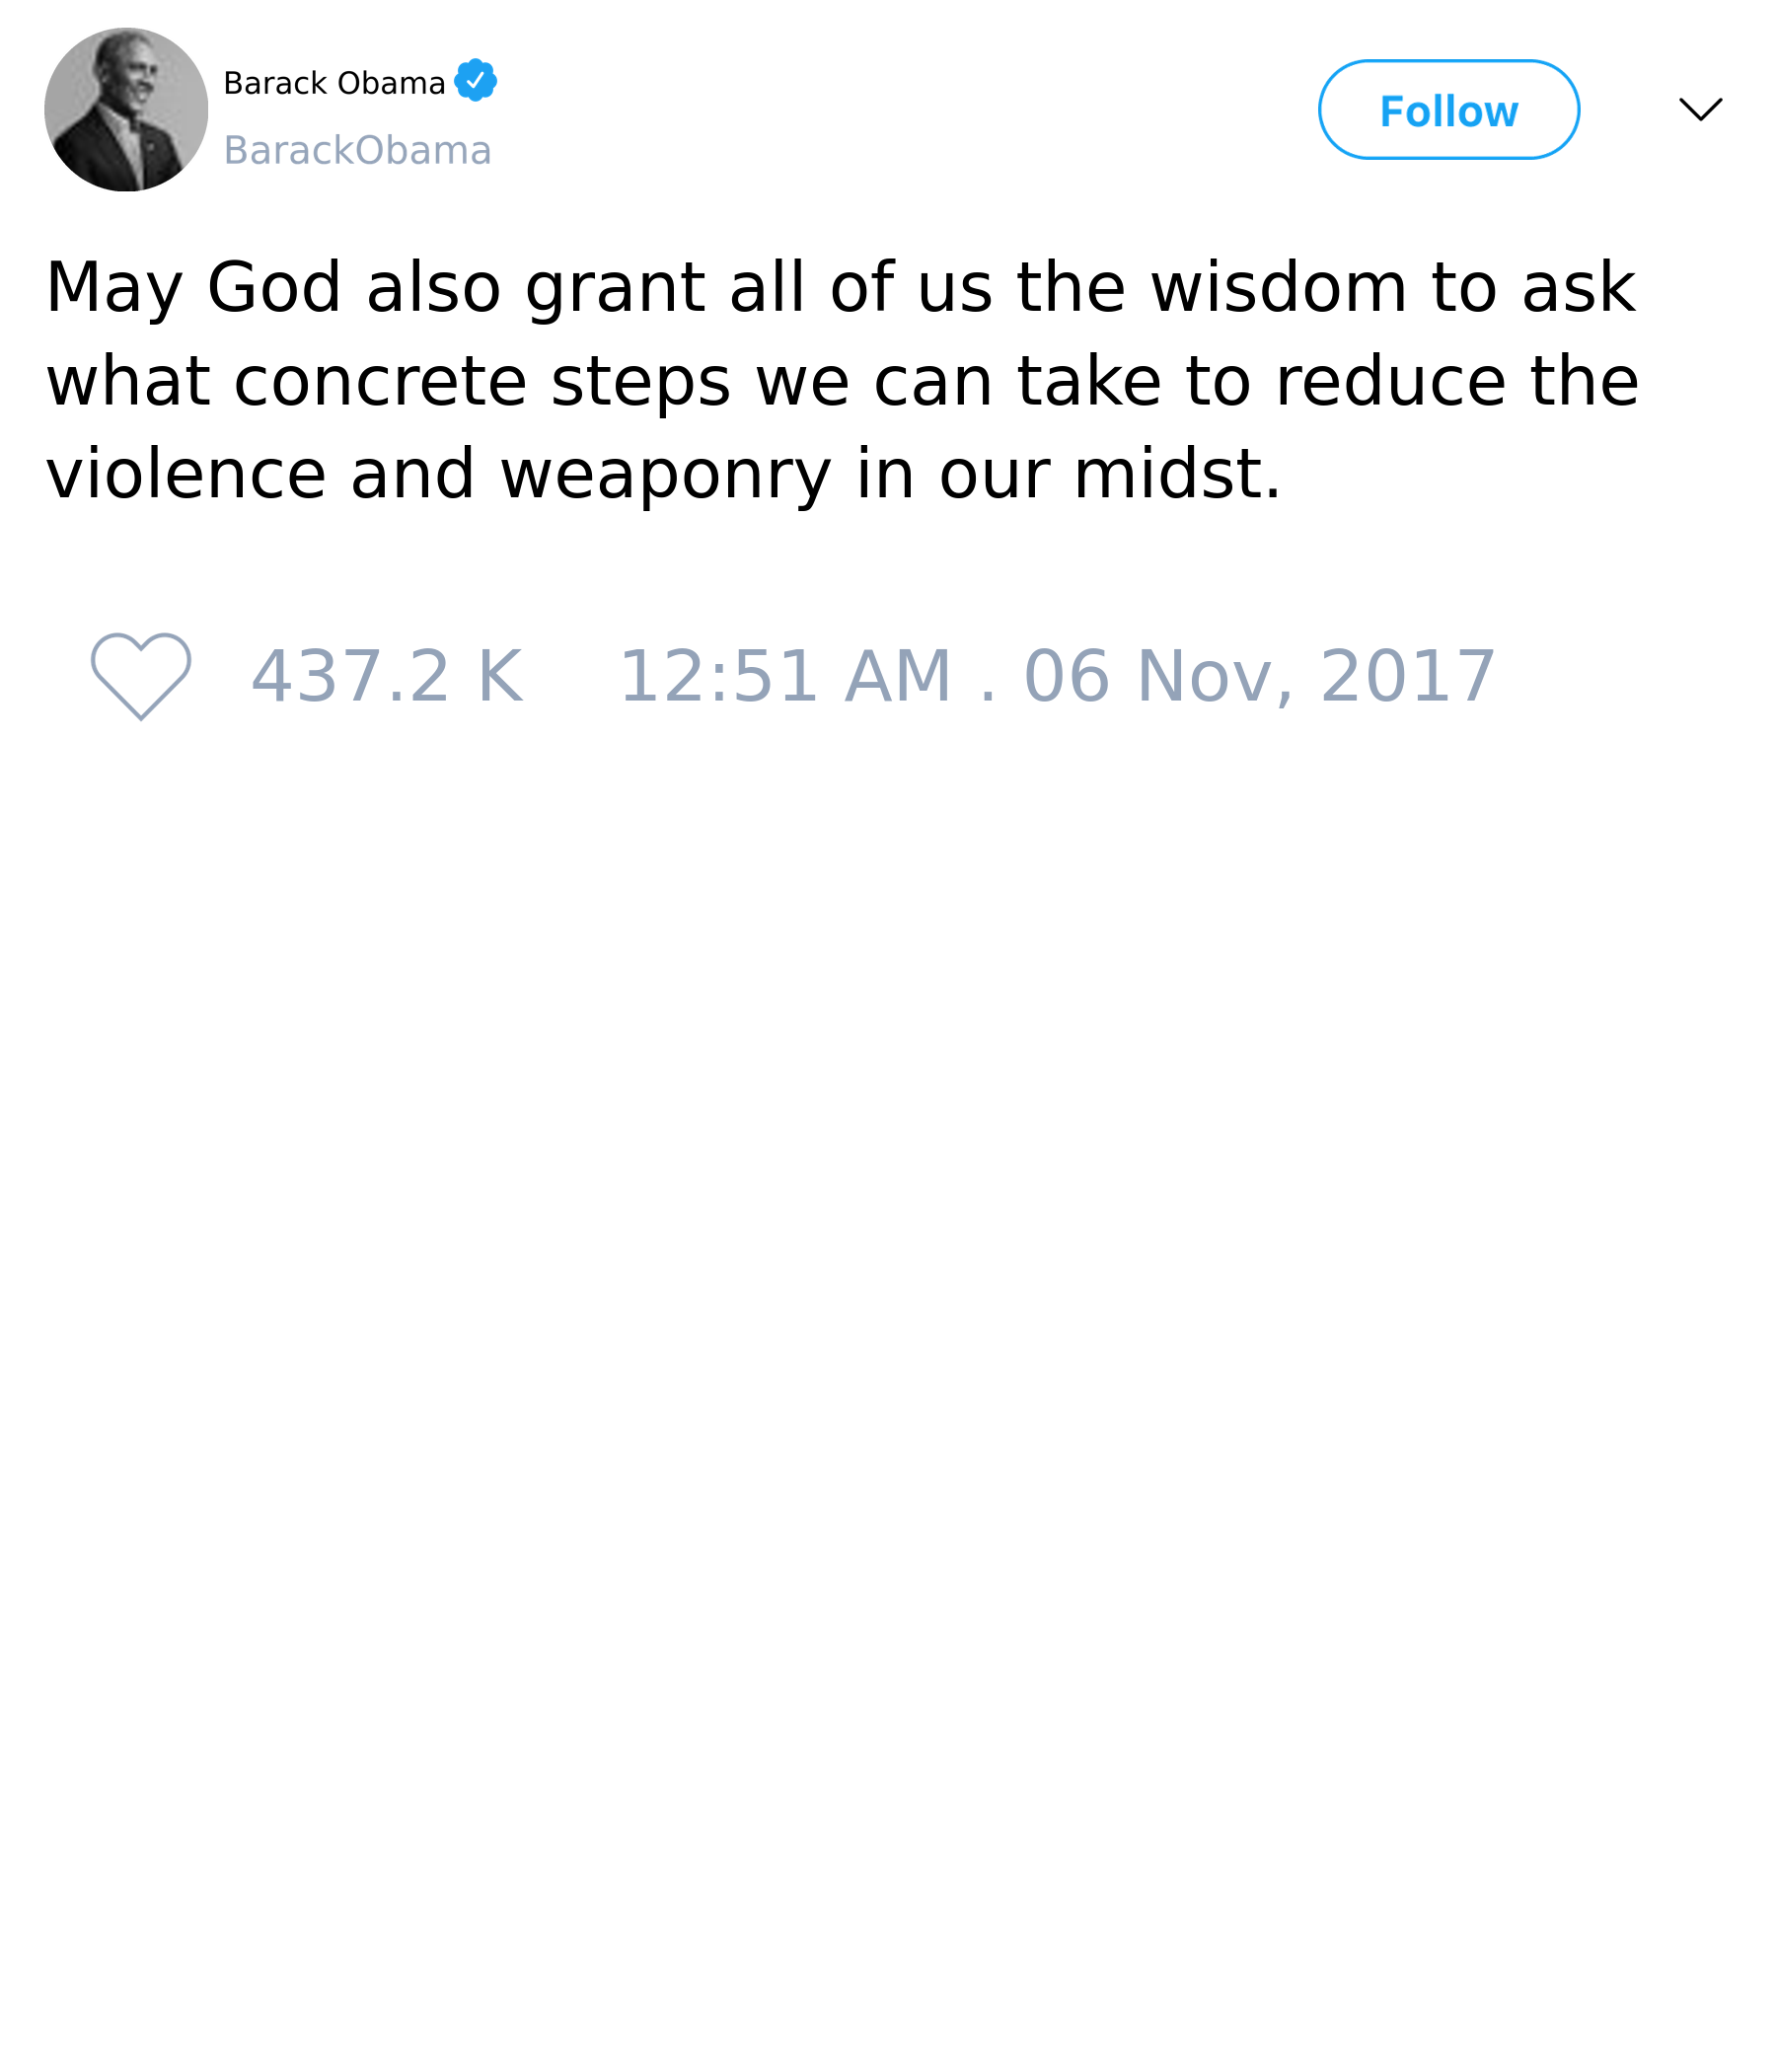 Barack Obama
BarackObama
Follow
May God also grant all of us the wisdom to ask
what concrete steps we can take to reduce the
violence and weaponry in our midst.
437.2 K 12:51 AM . 06 Nov, 2017